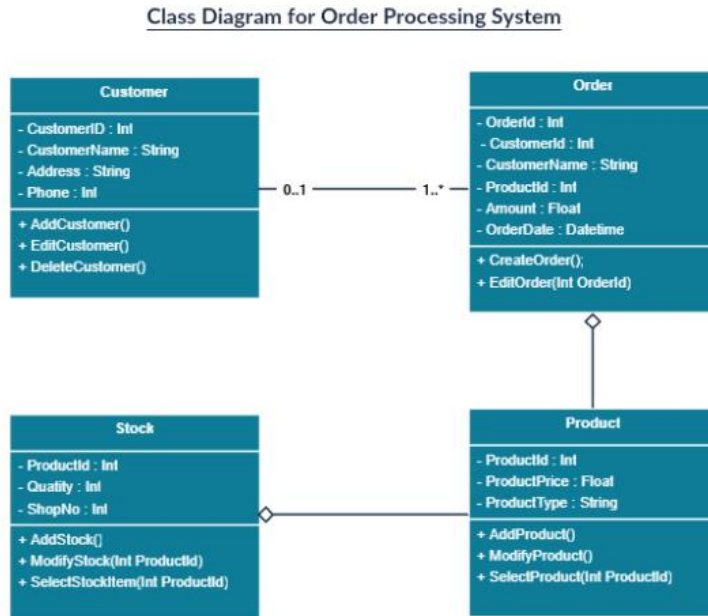 Class Diagram for Order Processing System
Customer
- CustomerID : Int
- CustomerName : String
- Address : String
- Phone : Int
+ AddCustomer()
+ EditCustomer()
+ DeleteCustomer()
0..1
1..*
Order
- OrderId : Int
- CustomerId : Int
- CustomerName : String
- ProductId : Int
- Amount : Float
- OrderDate : Datetime
+ CreateOrder();
+ EditOrder(Int OrderId)
Stock
- ProductId : Int
- Quatity : Int
- ShopNo : Int
+ AddStock()
+ ModifyStock(Int ProductId)
+ SelectStockItem(Int ProductId)
Product
- ProductId : Int
- ProductPrice : Float
- ProductType : String
+ AddProduct()
+ ModifyProduct()
+ SelectProduct(Int ProductId)